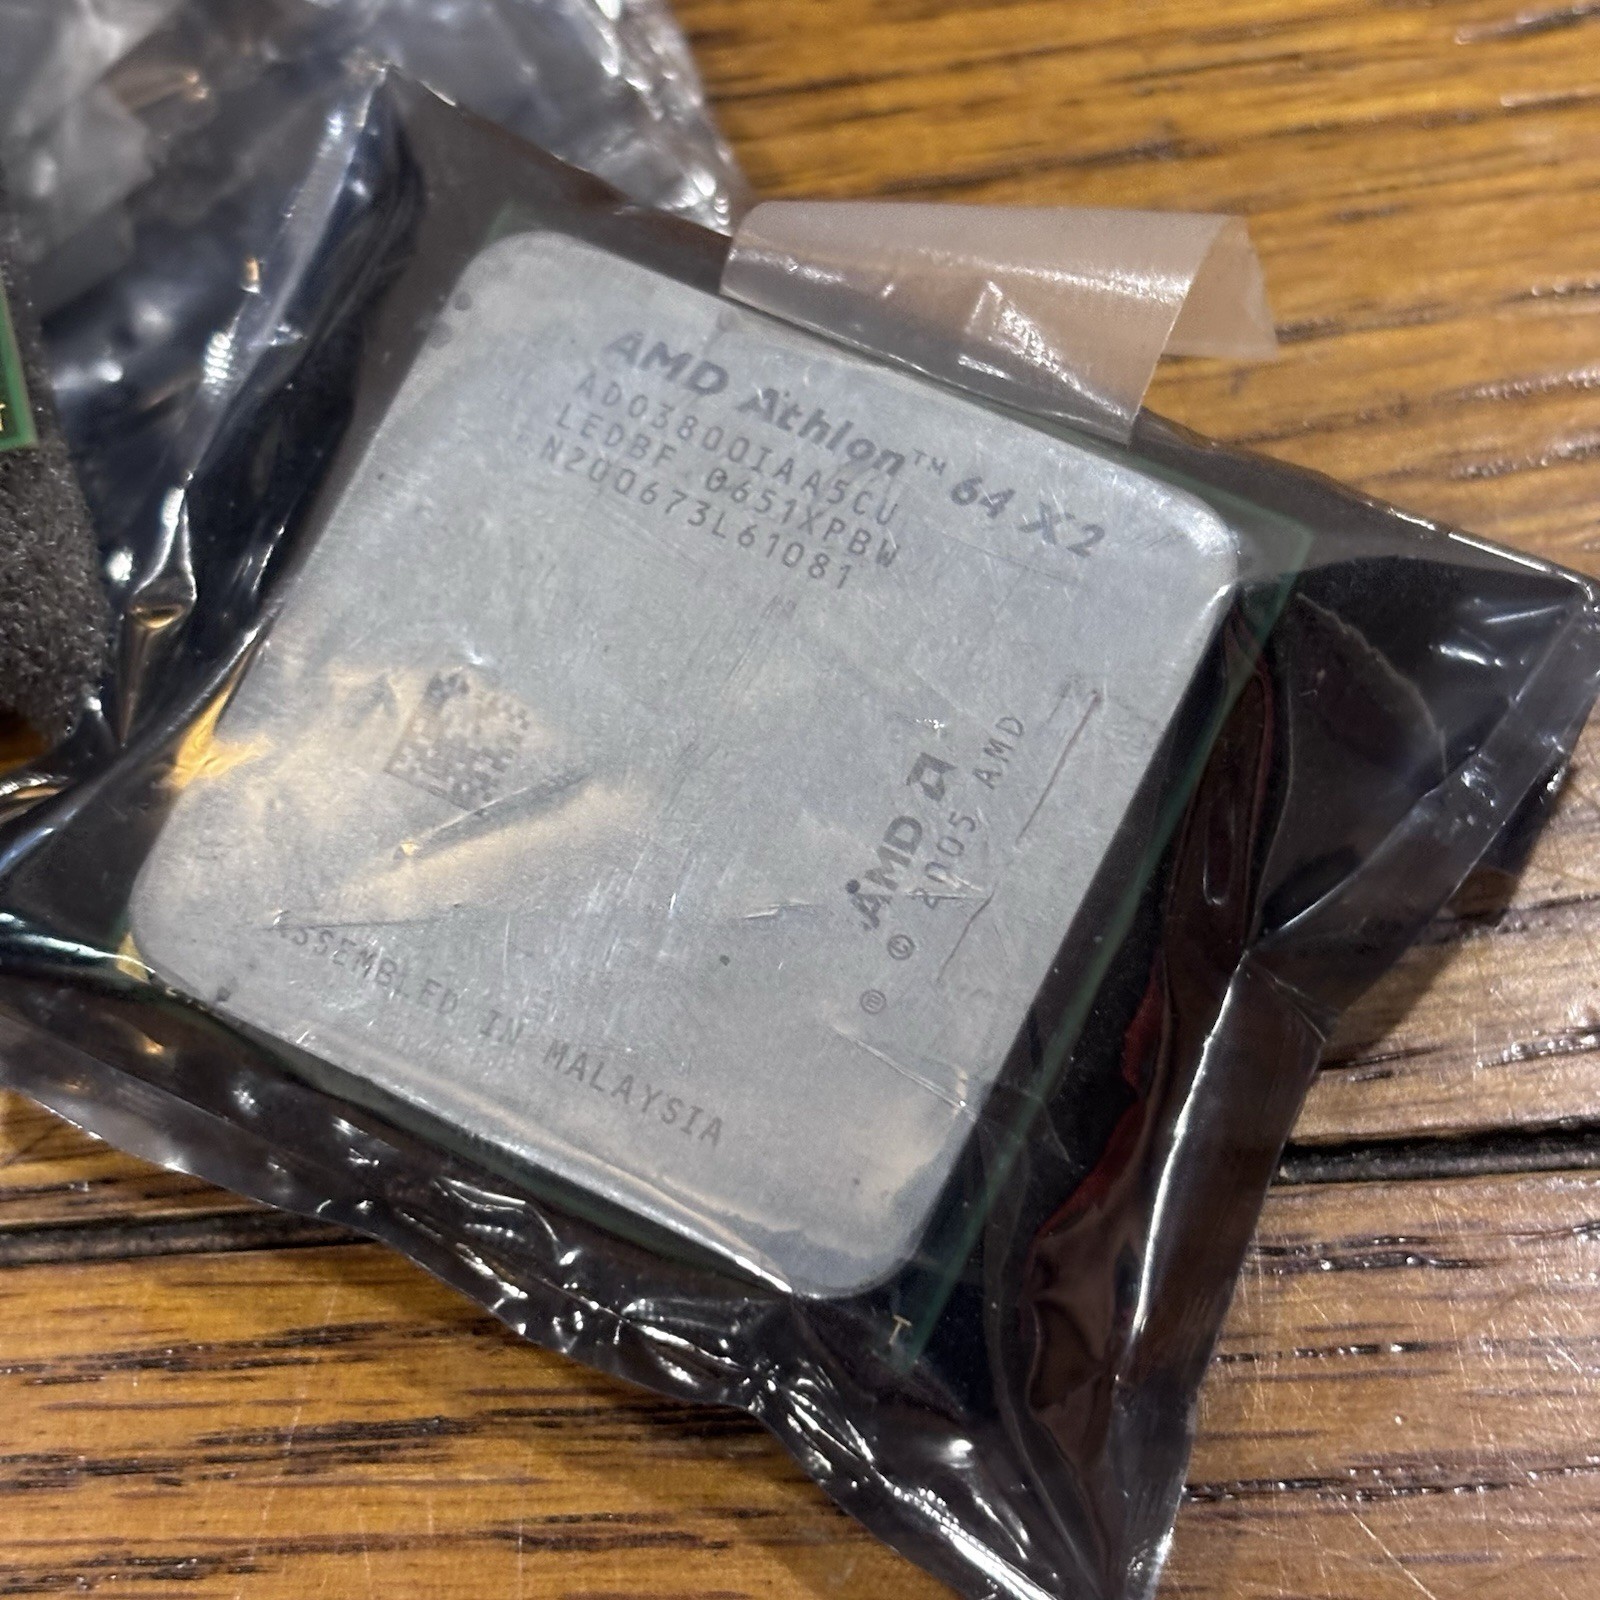 AMD Athlon™ 64 X2
ADO3800IAA5CU
LEDBF 0651XPBW
N200673L61081
AMD
© 2005 AMD
ASSEMBLED IN MALAYSIA
T